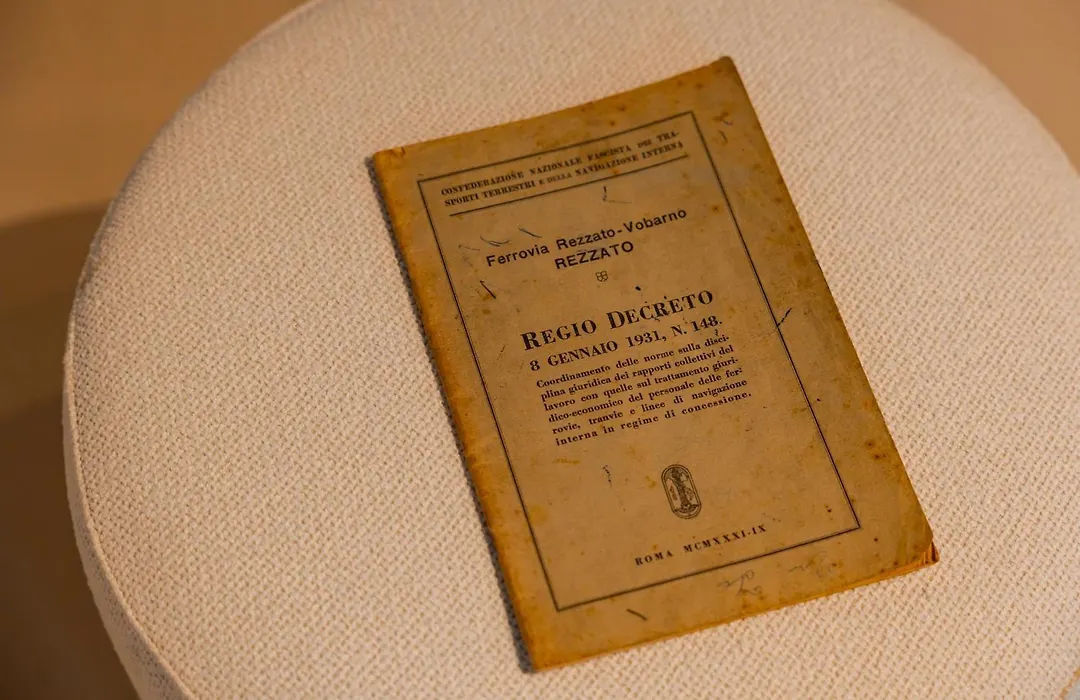 CONFEDERAZIONE NAZIONALE FASCISTA DEI TRA-
SPORTI TERRESTRI E DELLA NAVIGAZIONE INTERNA
Ferrovia Rezzato-Vobarno
REZZATO
REGIO DECRETO
8 GENNAIO 1931, N. 148.
Coordinamento delle norme sulla disci-
plina giuridica dei rapporti collettivi del
lavoro con quelle sul trattamento giuri-
dico-economico del personale delle fer-
rovie, tranvie e linee di navigazione
interna in regime di concessione.
ROMA MCMXXXI-IX